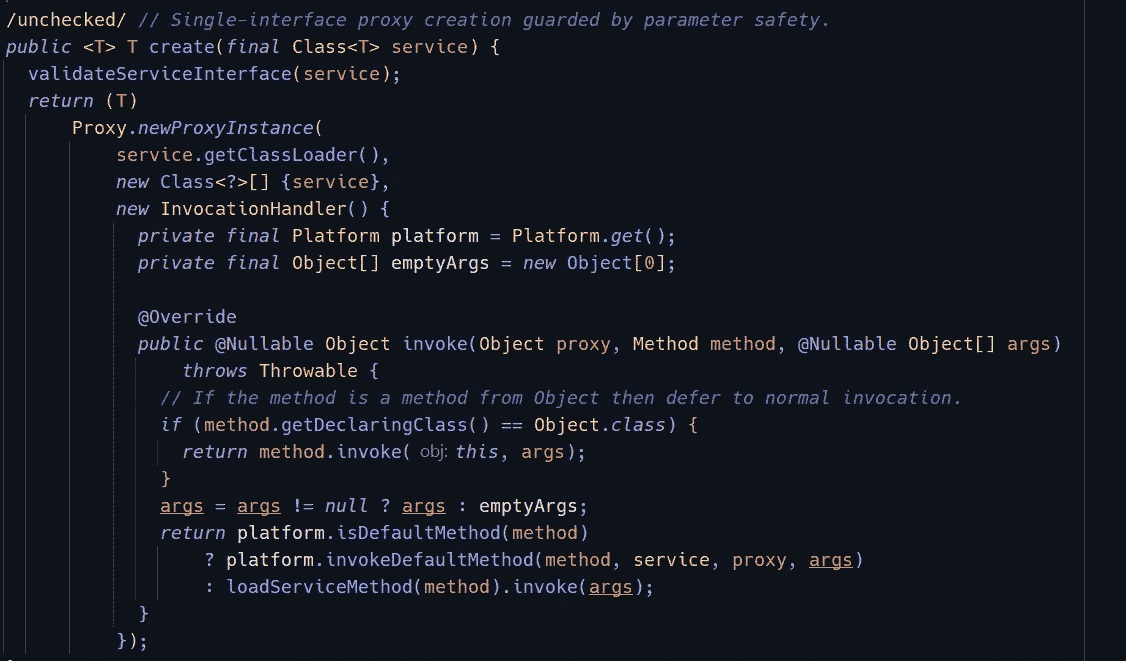 /unchecked/ // Single-interface proxy creation guarded by parameter safety.
public <T> T create(final Class<T> service) {
validateServiceInterface(service);
return (T)
Proxy.newProxyInstance(
service.getClassLoader(),
new Class<?>[] {service},
new InvocationHandler() {
private final Platform platform = Platform.get();
private final Object[] emptyArgs = new Object[0];
@Override
public @Nullable Object invoke(Object proxy, Method method, @Nullable Object[] args)
throws Throwable {
// If the method is a method from Object then defer to normal invocation.
if (method.getDeclaringClass() == Object.class) {
return method.invoke( obj: this, args);
}
args = args != null ? args : emptyArgs;
return platform.isDefaultMethod(method)
? platform.invokeDefaultMethod(method, service, proxy, args)
: loadServiceMethod(method).invoke(args);
}
});